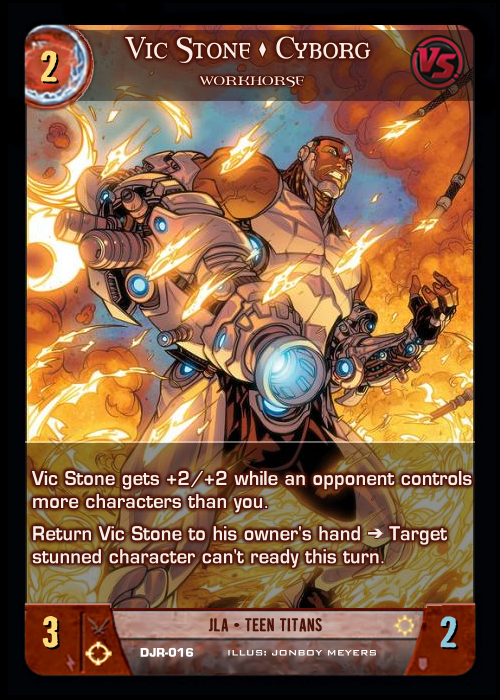 2
Vic Stone ♦ Cyborg
VS
WORKHORSE
Vic Stone gets +2/+2 while an opponent controls
more characters than you.
Return Vic Stone to his owner's hand ➔ Target
stunned character can't ready this turn.
3
JLA • TEEN TITANS
2
DJR-016
ILLUS: JONBOY MEYERS